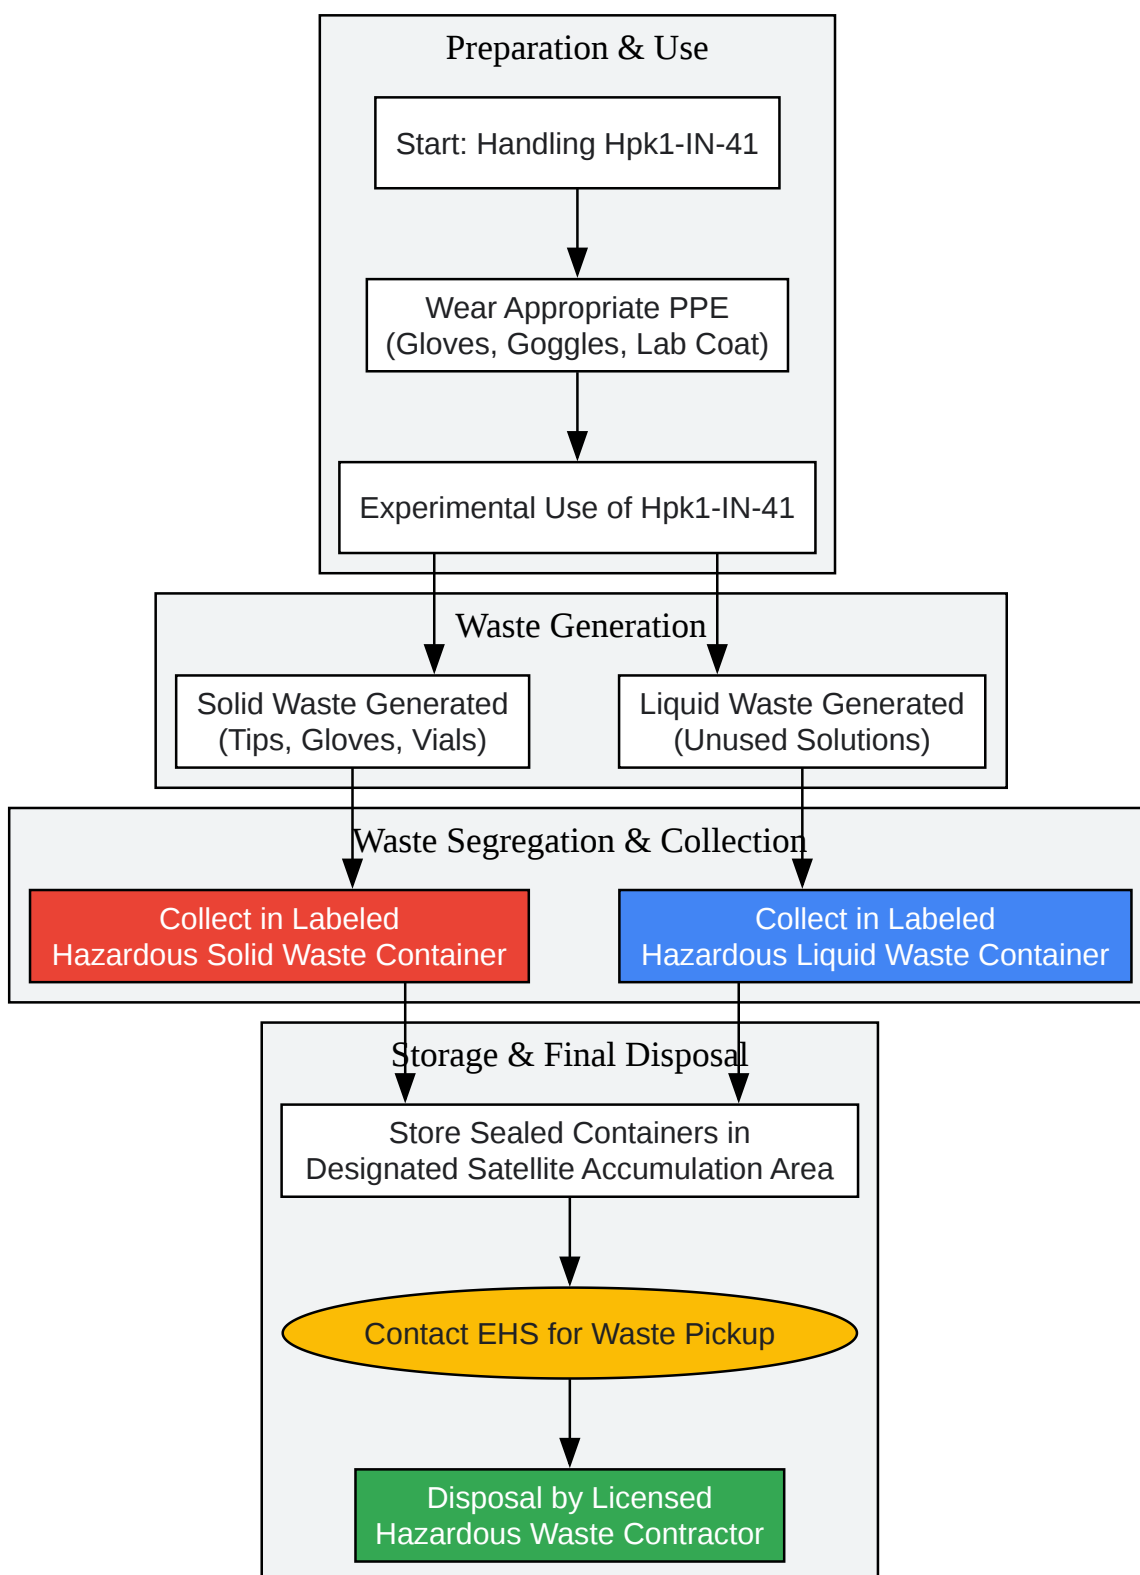 Preparation & Use
Start: Handling Hpk1-IN-41
Wear Appropriate PPE
(Gloves, Goggles, Lab Coat)
Experimental Use of Hpk1-IN-41
Waste Generation
Solid Waste Generated
(Tips, Gloves, Vials)
Liquid Waste Generated
(Unused Solutions)
Waste Segregation & Collection
Collect in Labeled
Hazardous Solid Waste Container
Collect in Labeled
Hazardous Liquid Waste Container
Storage & Final Disposal
Store Sealed Containers in
Designated Satellite Accumulation Area
Contact EHS for Waste Pickup
Disposal by Licensed
Hazardous Waste Contractor